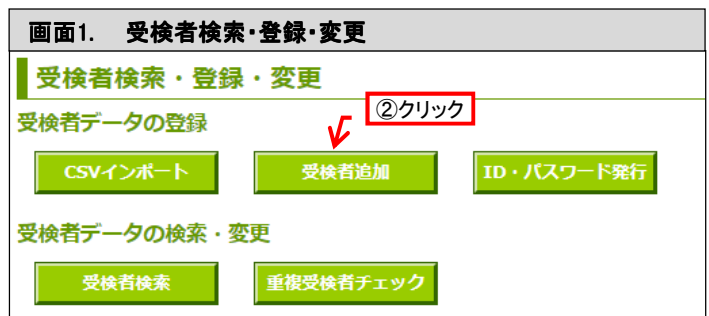 画面1. 受検者検索・登録・変更
受検者検索・登録・変更
②クリック
受検者データの登録
CSVインポート 受検者追加 ID・パスワード発行
受検者データの検索・変更
受検者検索 重複受検者チェック